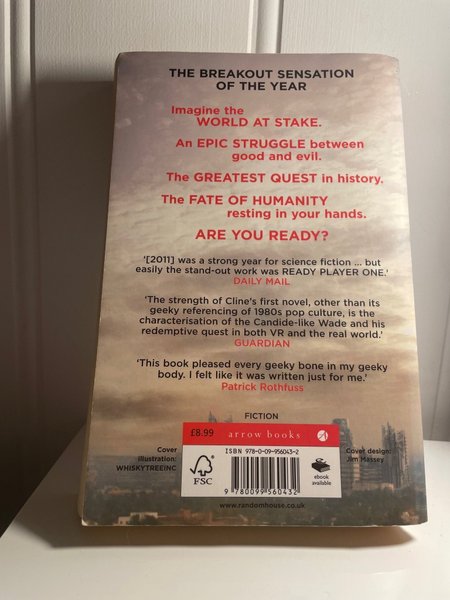 THE BREAKOUT SENSATION
OF THE YEAR
Imagine the
WORLD AT STAKE.
An EPIC STRUGGLE between
good and evil.
The GREATEST QUEST in history.
The FATE OF HUMANITY
resting in your hands.
ARE YOU READY?
'[2011] was a strong year for science fiction ... but
easily the stand-out work was READY PLAYER ONE.'
DAILY MAIL
'The strength of Cline's first novel, other than its
geeky referencing of 1980s pop culture, is the
characterisation of the Candide-like Wade and his
redemptive quest in both VR and the real world.'
GUARDIAN
'This book pleased every geeky bone in my geeky
body. I felt like it was written just for me.'
Patrick Rothfuss
FICTION
£8.99 arrow books
Cover
illustration:
WHISKYTREEINC
FSC
ISBN 978-0-09-956043-2
9 780099 560432
ebook
available
Cover design:
Jim Massey
www.randomhouse.co.uk